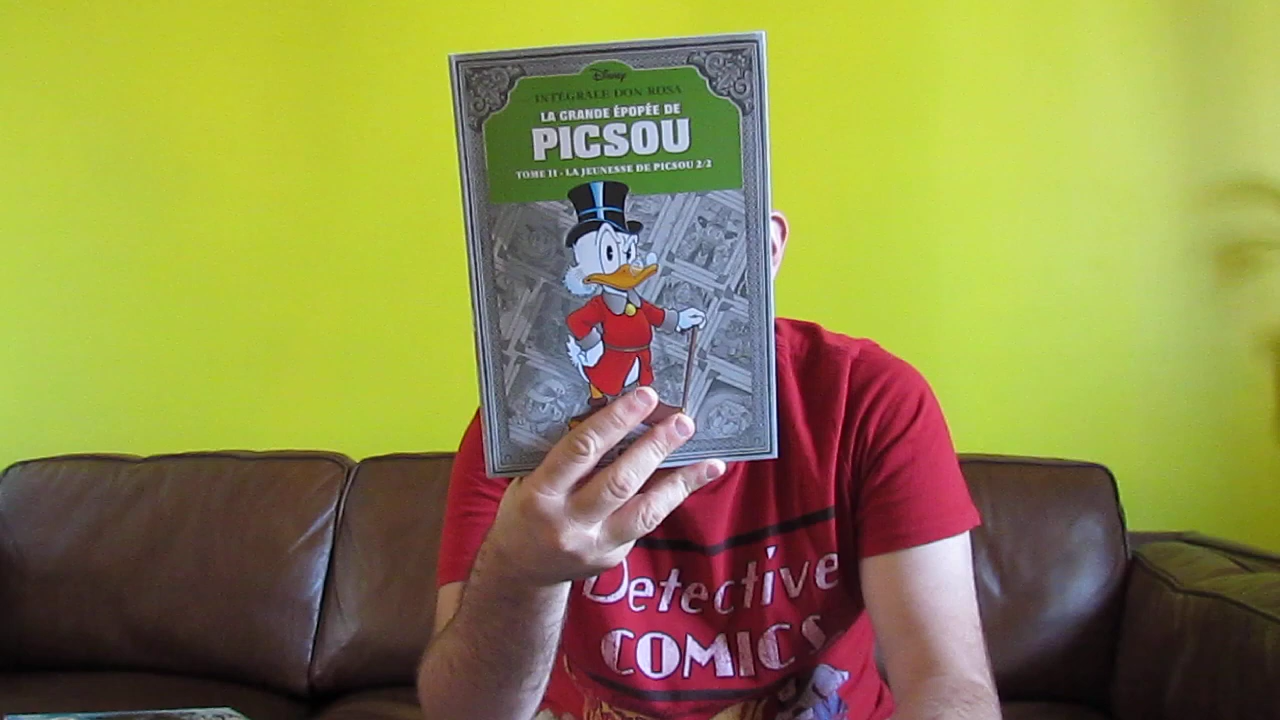 Disney
INTÉGRALE DON ROSA
LA GRANDE ÉPOPÉE DE
PICSOU
TOME II - LA JEUNESSE DE PICSOU 2/2
Detective
COMICS